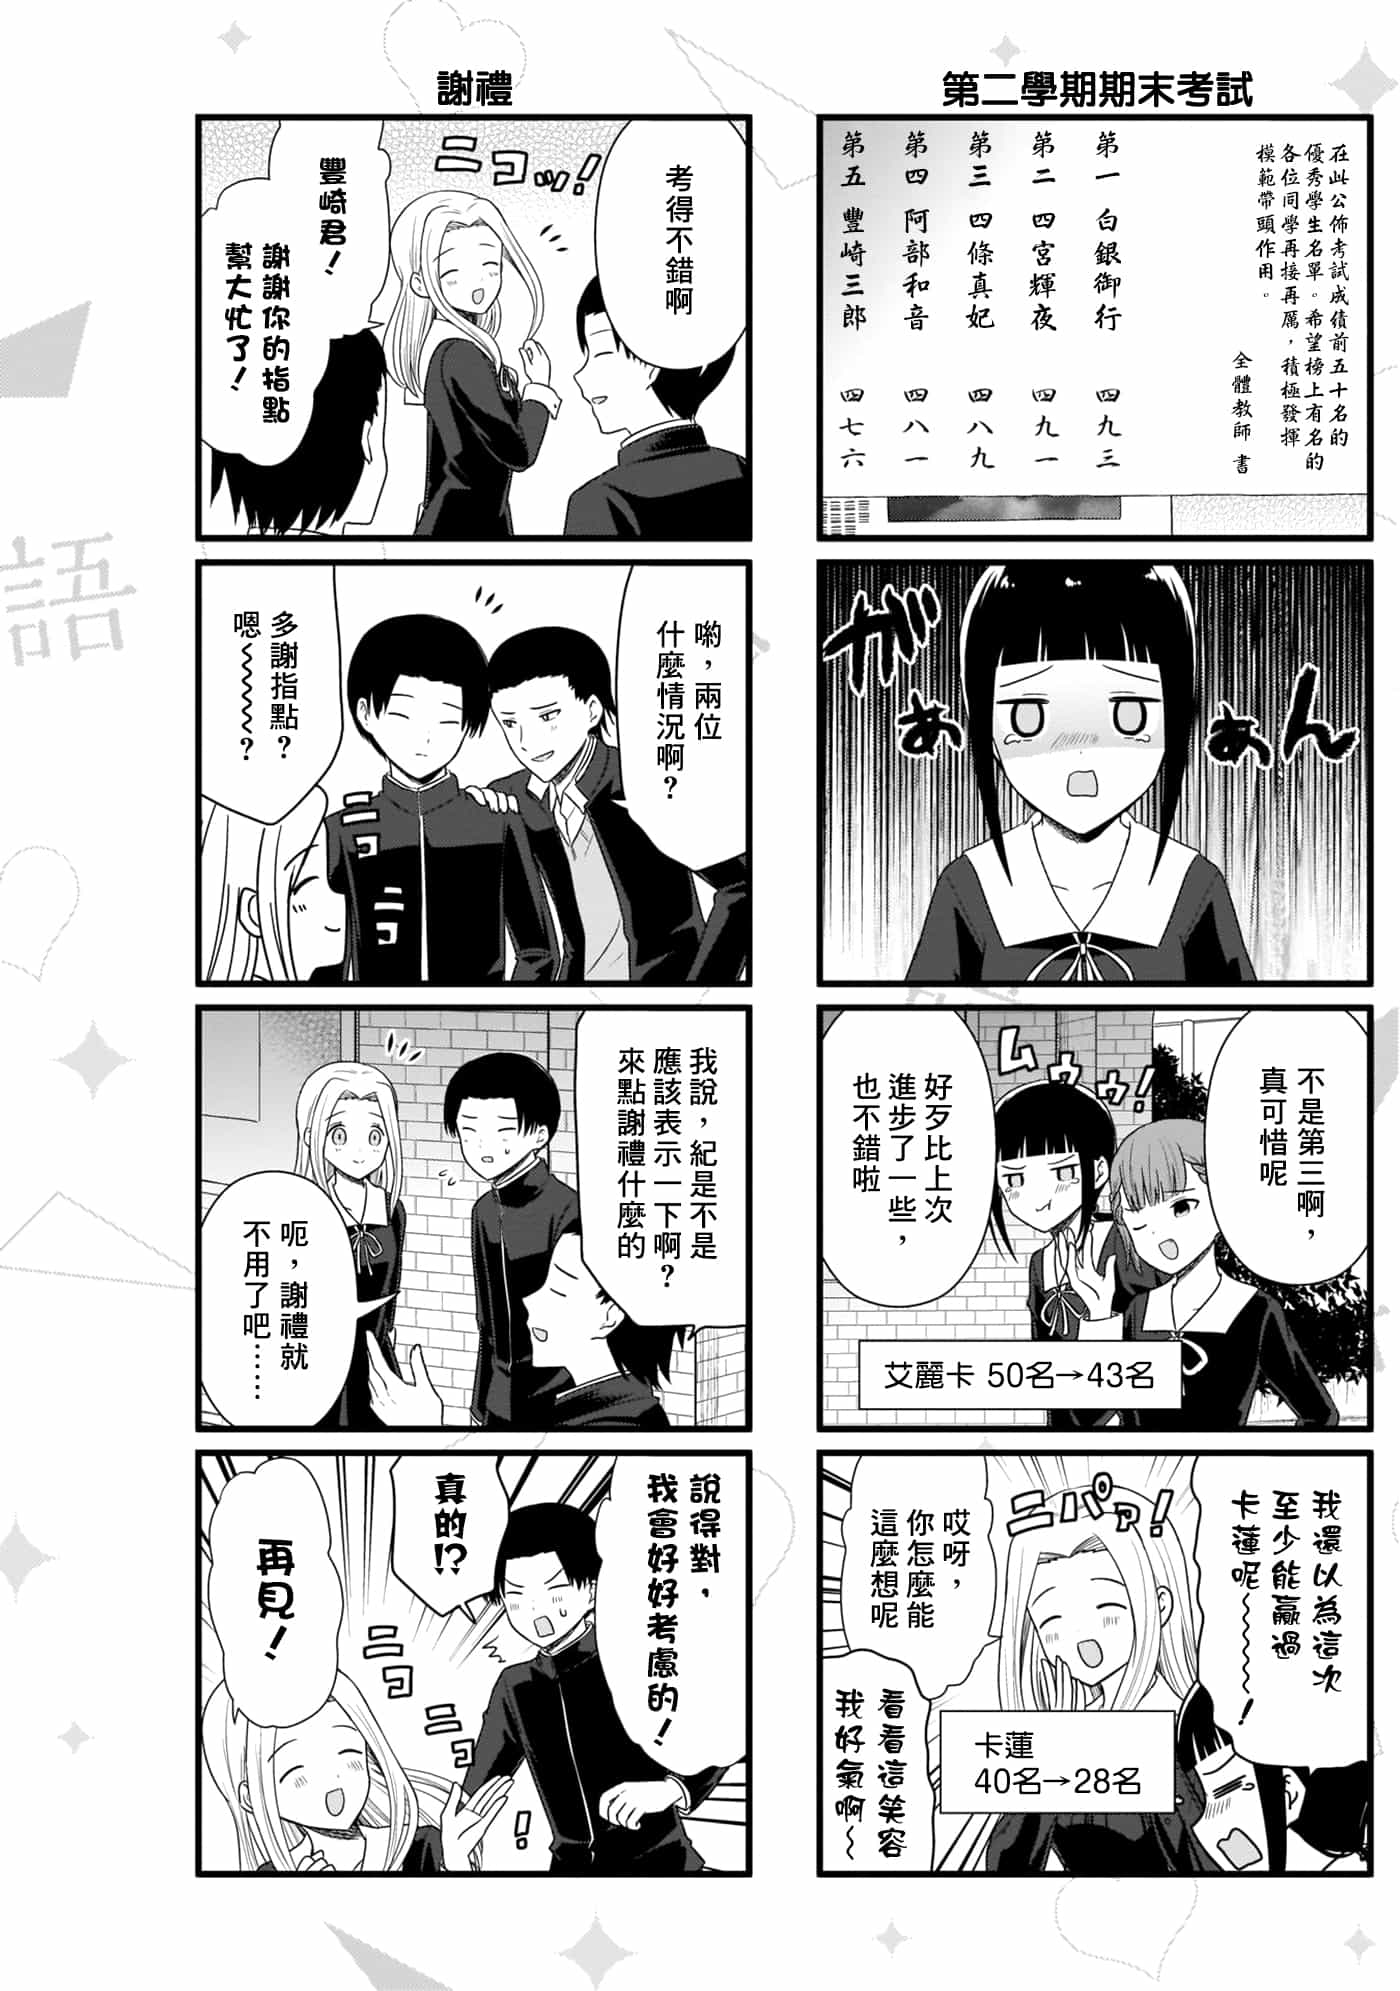 第二學期期末考試
在此公佈考試成績前五十名的
優秀學生名單。希望榜上有名的
各位同學再接再厲，積極發揮
模範帶頭作用。
全體教師 書
第一 白銀御行 四九三
第二 四宮輝夜 四九一
第三 四條真妃 四八九
第四 阿部和音 四八一
第五 豐崎三郎 四七六
がぁぁん
不是第三啊，
真可惜呢
ムゥゥ！
好歹比上次
進步了一些，
也不錯啦
艾麗卡 50名→43名
我還以為這次
至少能贏過
卡蓮呢～～～！
ニパァ！
哎呀，
你怎麼能
這麼想呢
看看這笑容
我好氣啊～
卡蓮
40名→28名
謝禮
考得不錯啊
ニコッ！
豐崎君！
謝謝你的指點
幫大忙了！
喲，兩位
什麼情況啊？
多謝指點？
嗯～～～～？
ニコ
ニコ
我說，紀是不是
應該表示一下啊？
來點謝禮什麼的
呃，謝禮就
不用了吧……
說得對，
我會好好考慮的！
真的!?
再見！
ニコ
ニコ
！
語